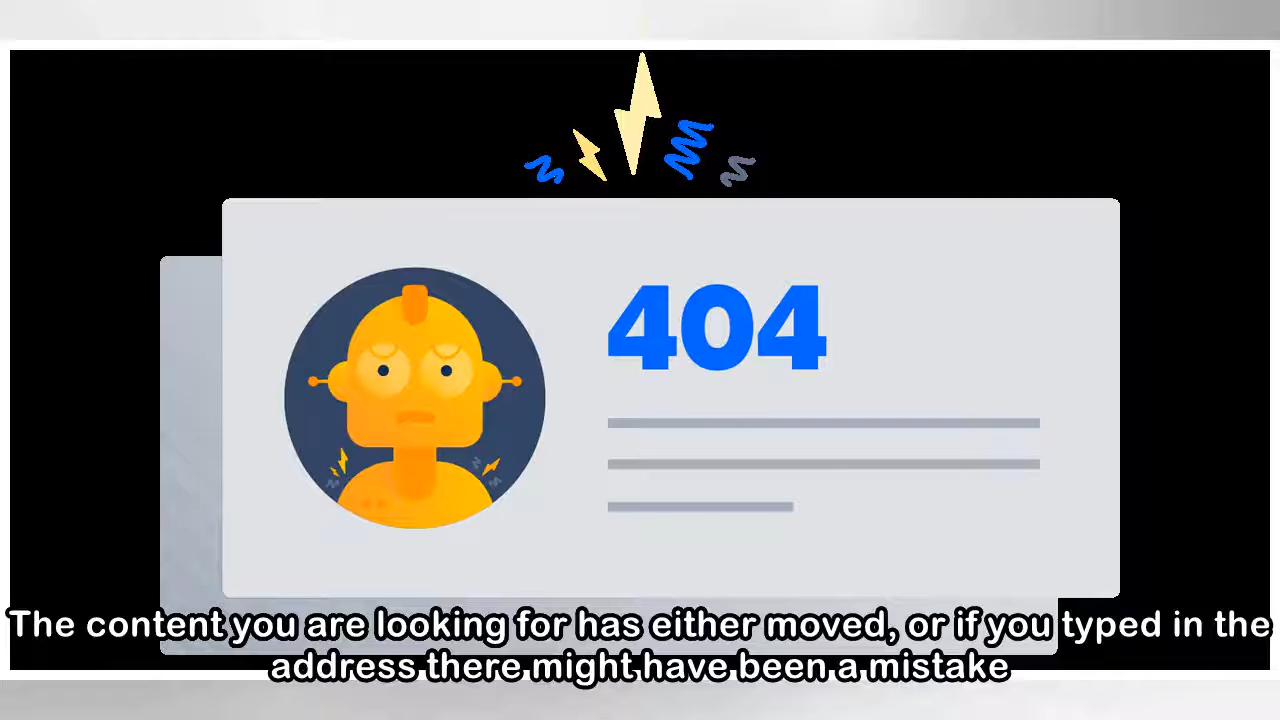 404
The content you are looking for has either moved, or if you typed in the
address there might have been a mistake